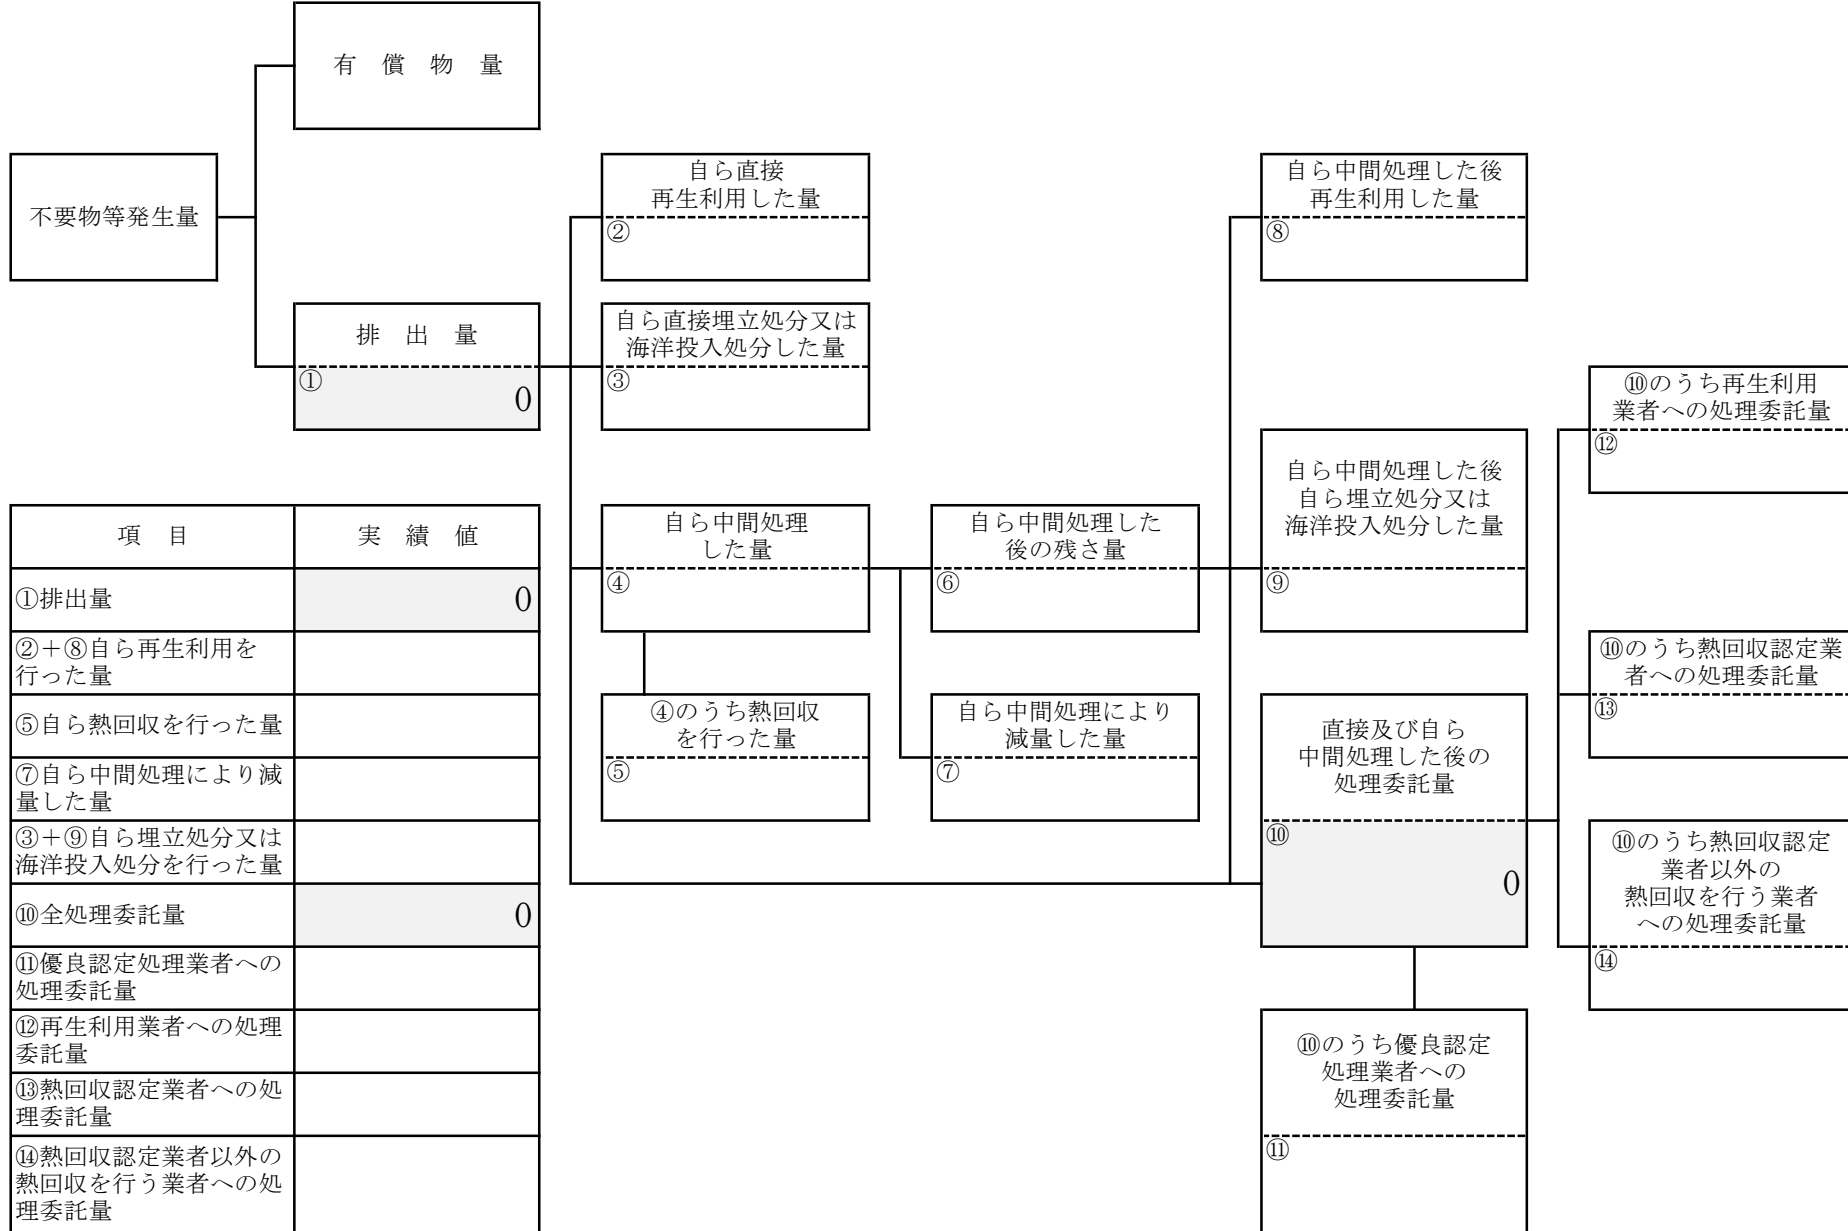 有 償 物 量
不要物等発生量
排 出 量
①
0
自ら直接
再生利用した量
②
自ら直接埋立処分又は
海洋投入処分した量
③
自ら中間処理
した量
④
④のうち熱回収
を行った量
⑤
自ら中間処理した
後の残さ量
⑥
自ら中間処理により
減量した量
⑦
自ら中間処理した後
再生利用した量
⑧
自ら中間処理した後
自ら埋立処分又は
海洋投入処分した量
⑨
直接及び自ら
中間処理した後の
処理委託量
⑩
0
⑩のうち優良認定
処理業者への
処理委託量
⑪
⑩のうち再生利用
業者への処理委託量
⑫
⑩のうち熱回収認定業
者への処理委託量
⑬
⑩のうち熱回収認定
業者以外の
熱回収を行う業者
への処理委託量
⑭
項 目
実 績 値
①排出量
0
②＋⑧自ら再生利用を
行った量
⑤自ら熱回収を行った量
⑦自ら中間処理により減
量した量
③＋⑨自ら埋立処分又は
海洋投入処分を行った量
⑩全処理委託量
0
⑪優良認定処理業者への
処理委託量
⑫再生利用業者への処理
委託量
⑬熱回収認定業者への処
理委託量
⑭熱回収認定業者以外の
熱回収を行う業者への処
理委託量